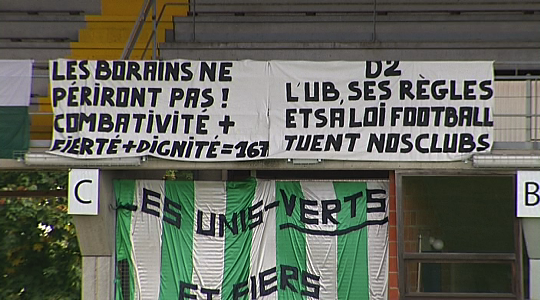 LES BORAINS NE
PÉRIRONT PAS !
COMBATIVITÉ +
FIERTÉ+DIGNITÉ=167
D2
L'UB, SES RÈGLES
ET SA LOI FOOTBALL
TUENT NOS CLUBS
C
B
LES UNIS-VERTS
ET FIERS